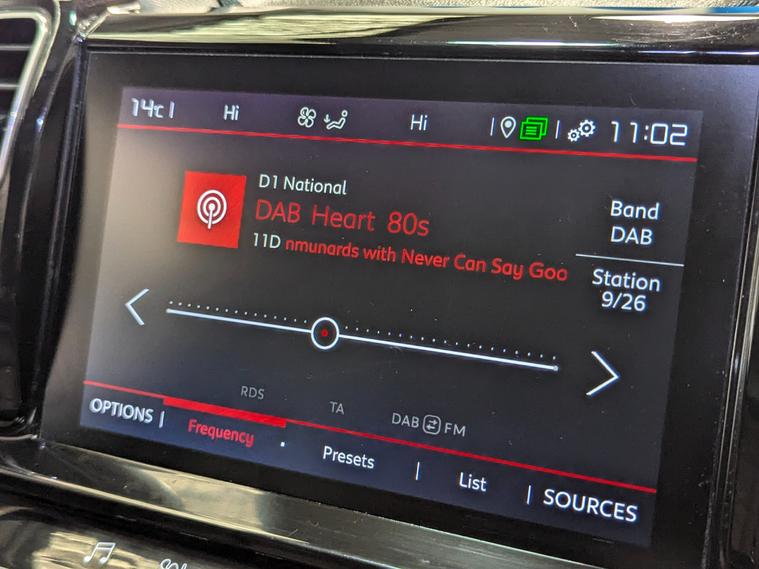 14°C Hi Hi 11:02
D1 National
DAB Heart 80s
11D nmunards with Never Can Say Goo
Band
DAB
Station
9/26
RDS TA DAB FM
OPTIONS Frequency Presets List SOURCES